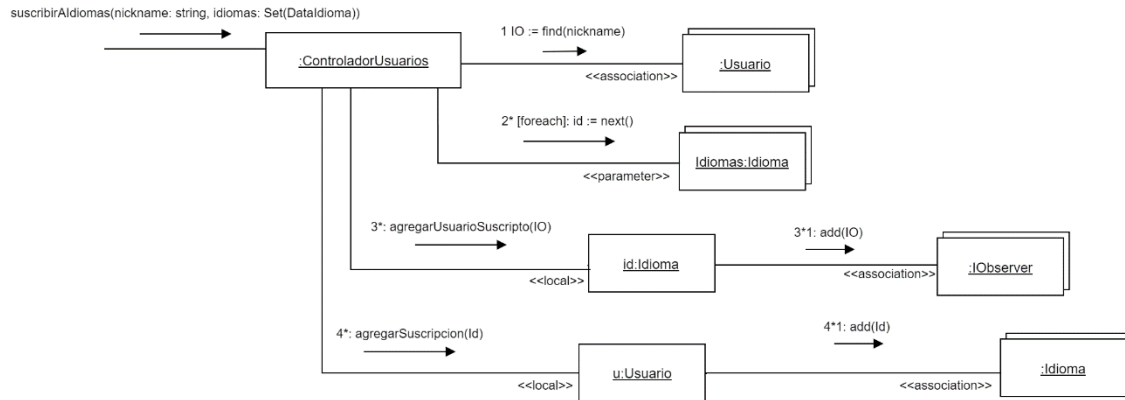 suscribirAIdiomas(nickname: string, idiomas: Set(DataIdioma))
1 IO := find(nickname)
:ControladorUsuarios
:Usuario
<<association>>
2* [foreach]: id := next()
Idiomas:Idioma
<<parameter>>
3*: agregarUsuarioSuscripto(IO)
3*1: add(IO)
id:Idioma
:IObserver
<<local>>
<<association>>
4*: agregarSuscripcion(Id)
4*1: add(Id)
u:Usuario
:Idioma
<<local>>
<<association>>